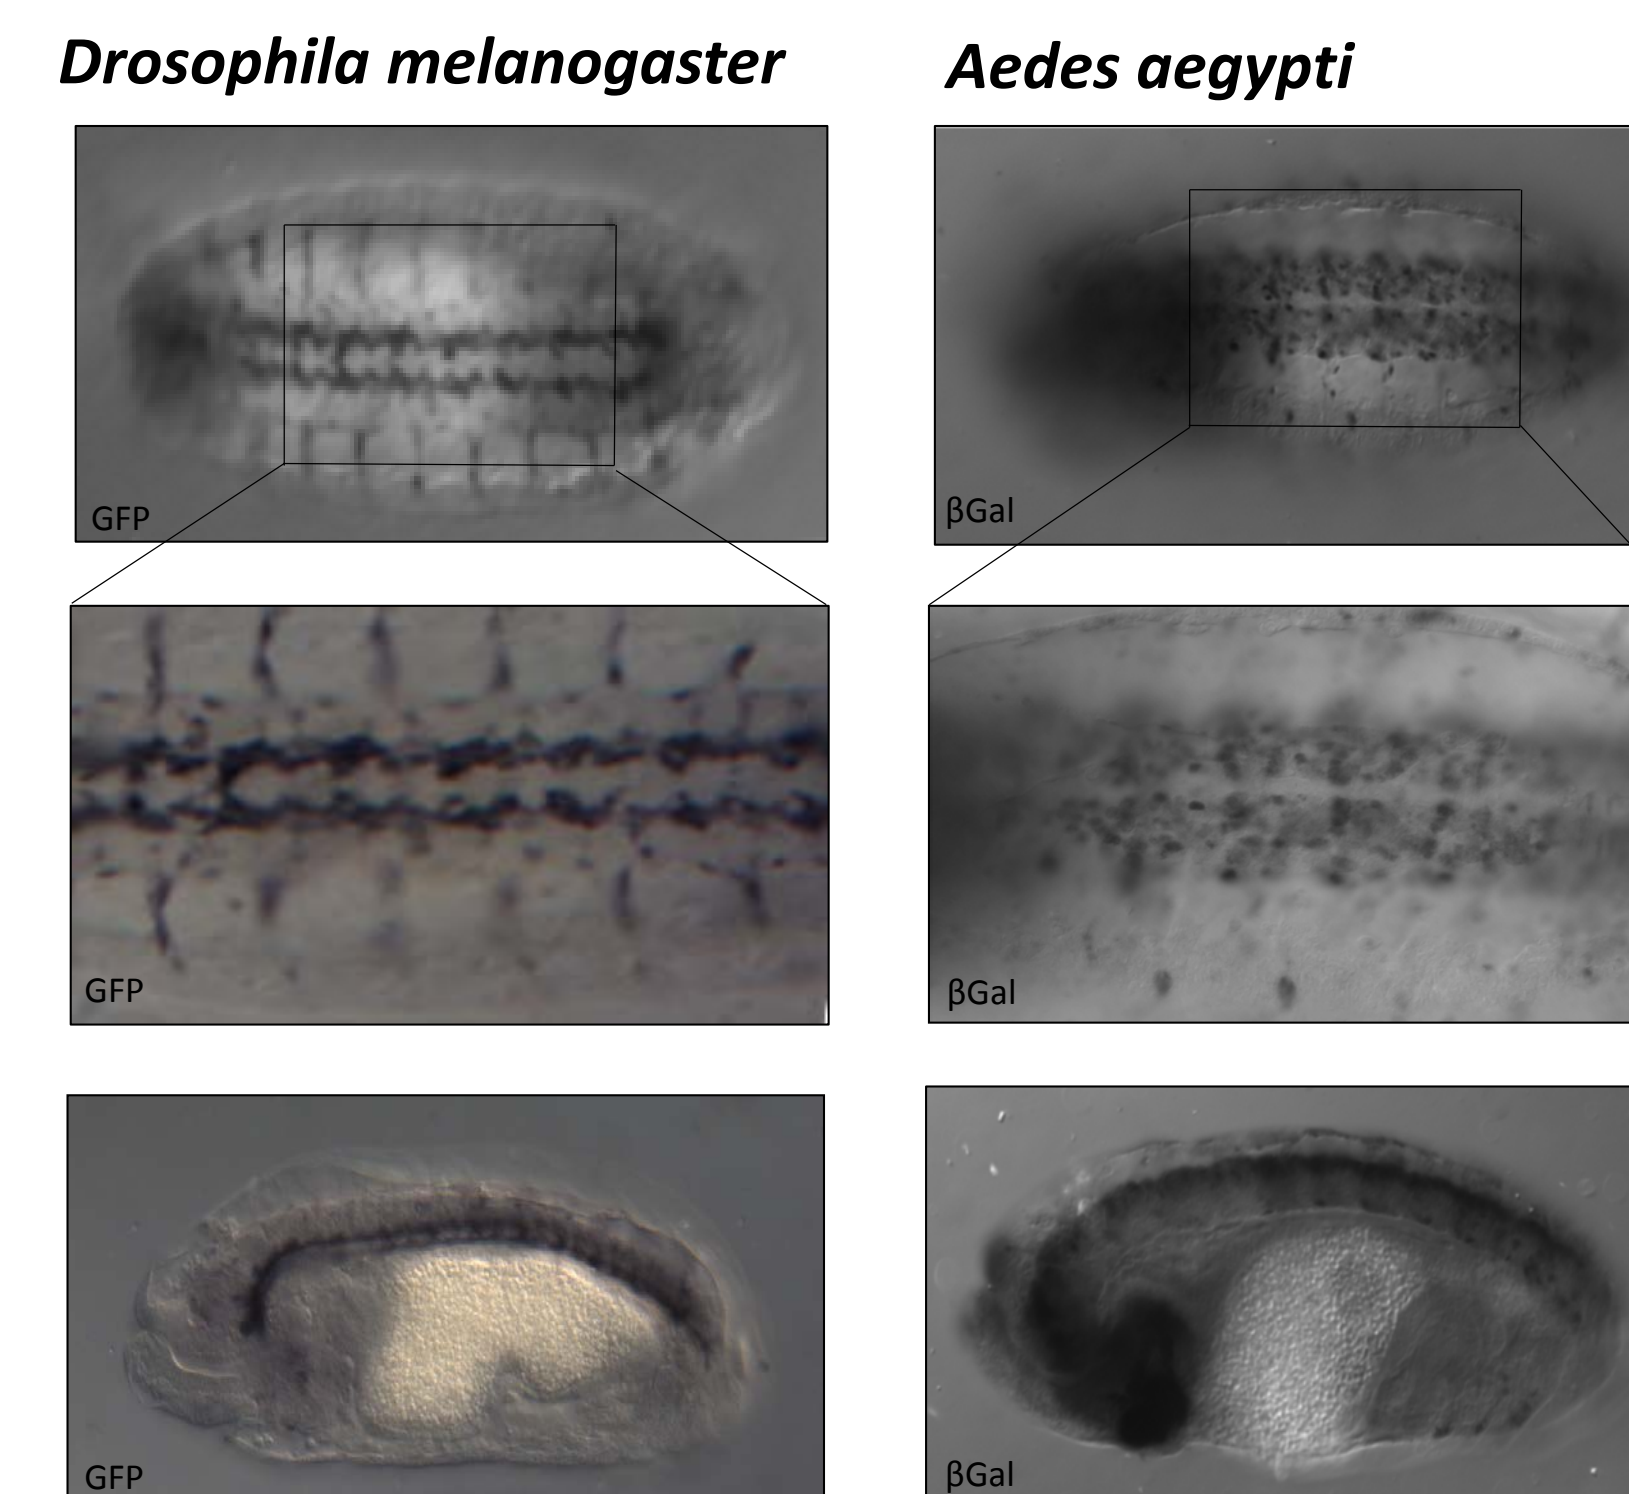 Drosophila melanogaster
Aedes aegypti
GFP
βGal
GFP
βGal
GFP
βGal